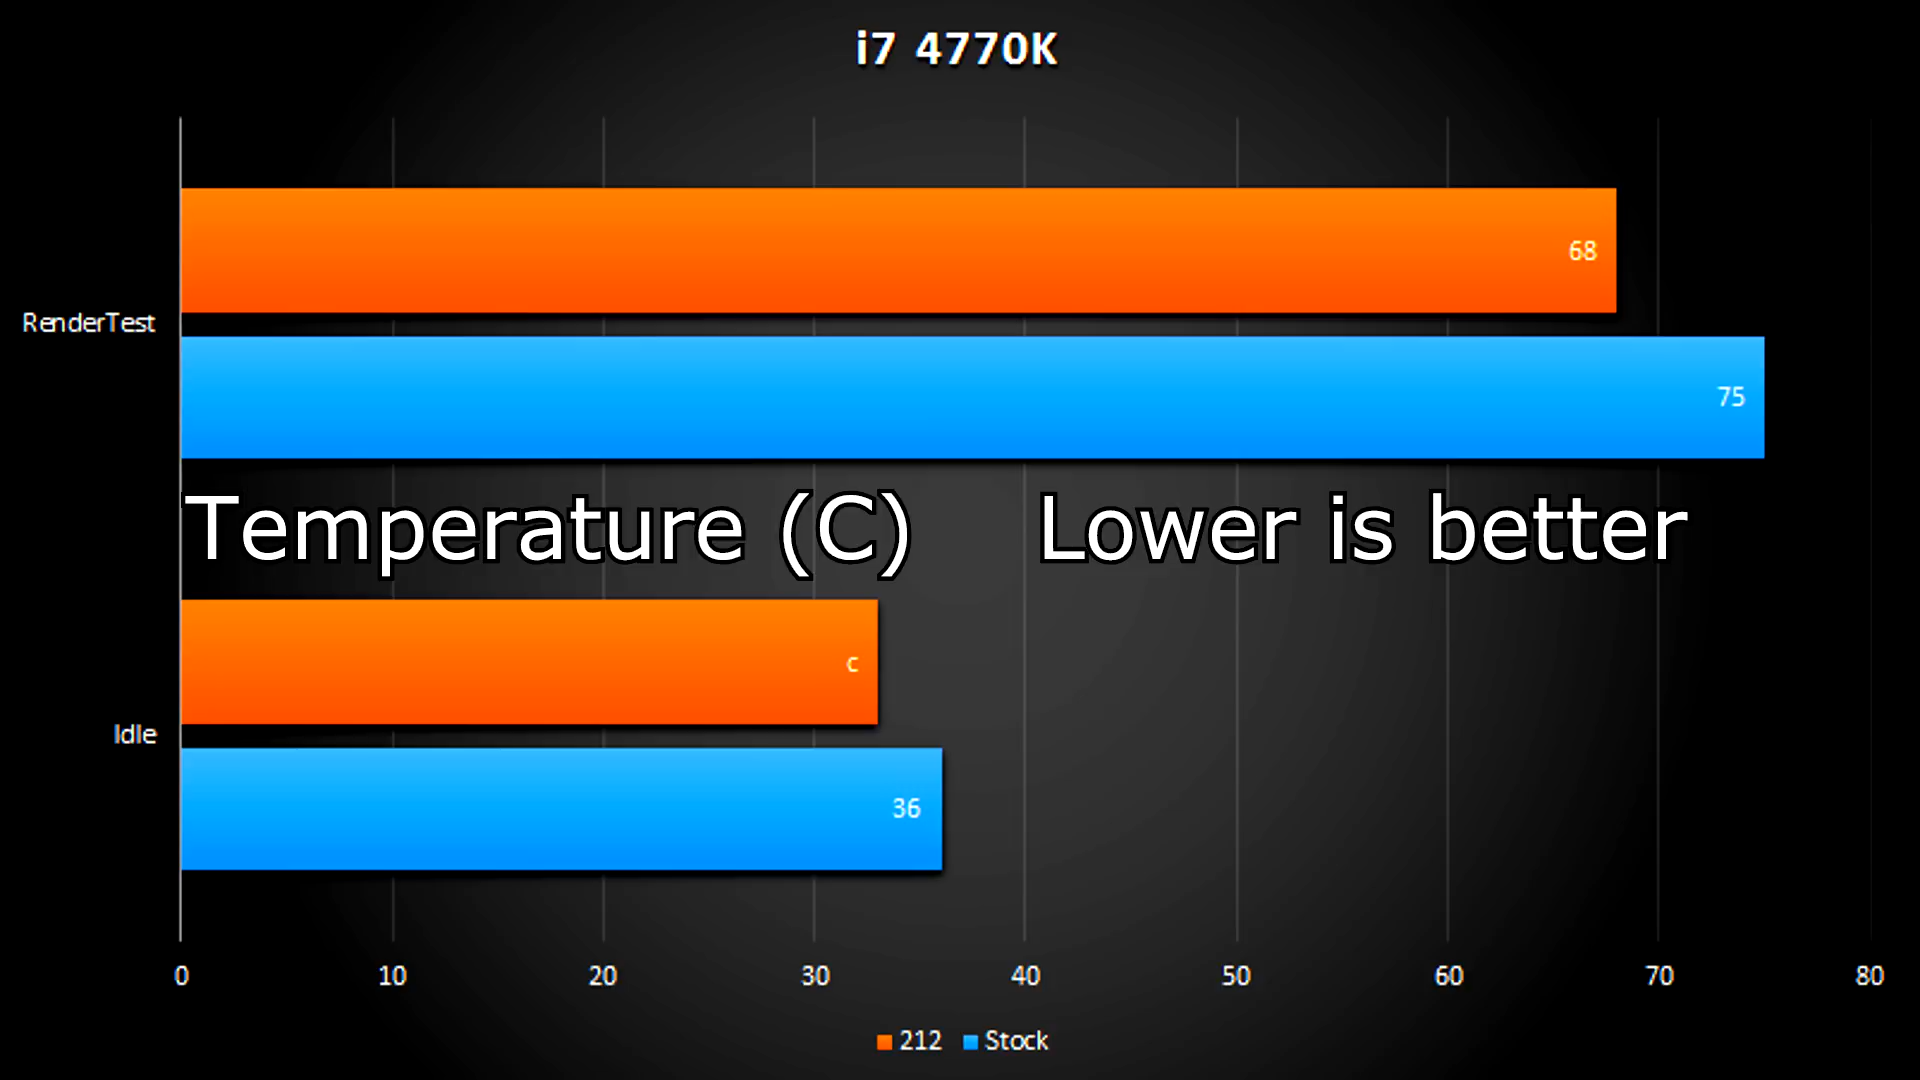 i7 4770K
68
RenderTest
75
Temperature (C) Lower is better
c
Idle
36
0 10 20 30 40 50 60 70 80
212 Stock